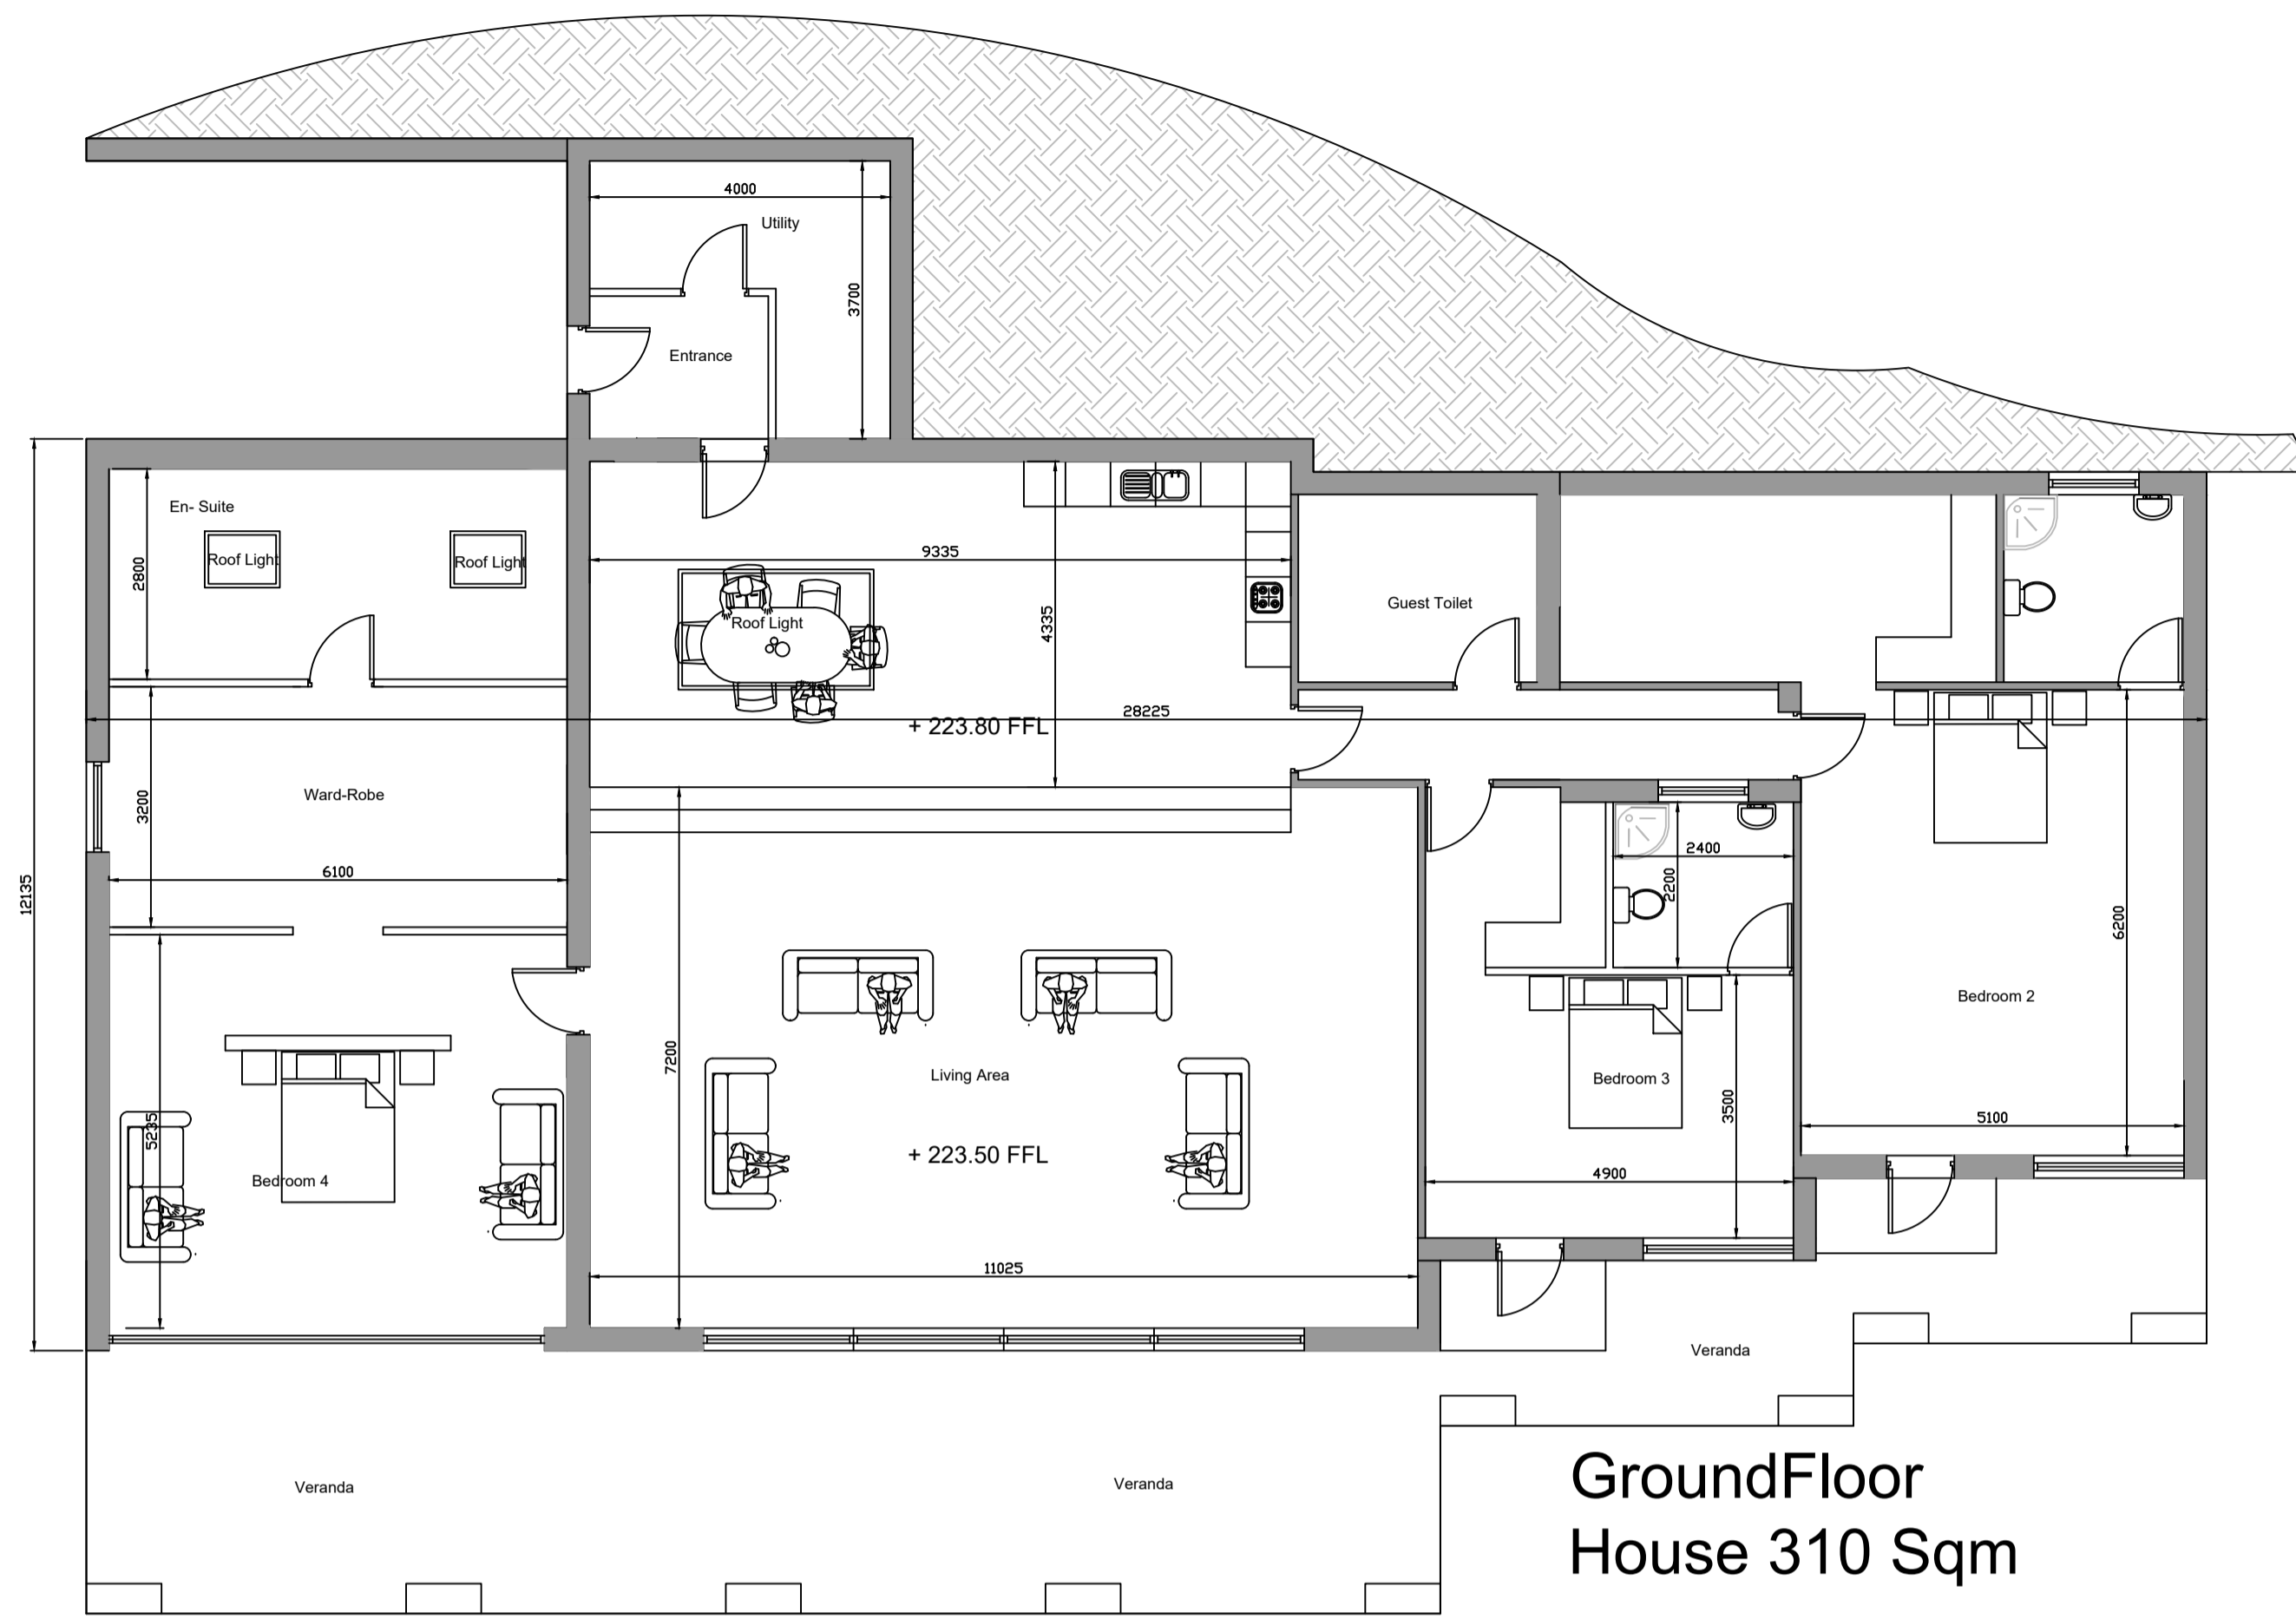 4000
Utility
3700
Entrance
En- Suite
Roof Light
Roof Light
2800
9335
4335
Roof Light
Guest Toilet
28225
+ 223.80 FFL
Ward-Robe
3200
6100
12135
2400
2200
6200
Bedroom 2
7200
Living Area
Bedroom 3
3500
5100
5235
Bedroom 4
+ 223.50 FFL
4900
11025
Veranda
Veranda
Veranda
GroundFloor
House 310 Sqm